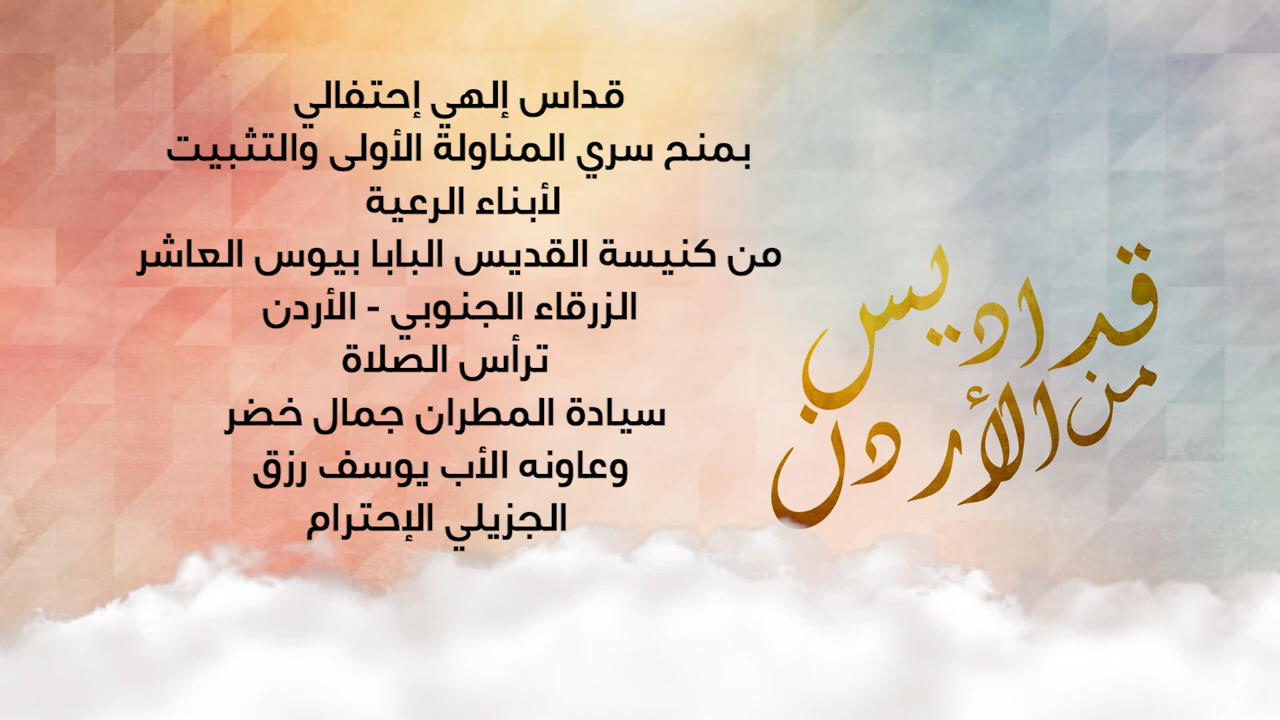 قداس إلهي إحتفالي
بمنح سري المناولة الأولى والتثبيت
لأبناء الرعية
من كنيسة القديس البابا بيوس العاشر
الزرقاء الجنوبي - الأردن
ترأس الصلاة
سيادة المطران جمال خضر
وعاونه الأب يوسف رزق
الجزيلي الإحترام
قداديس
من الأردن